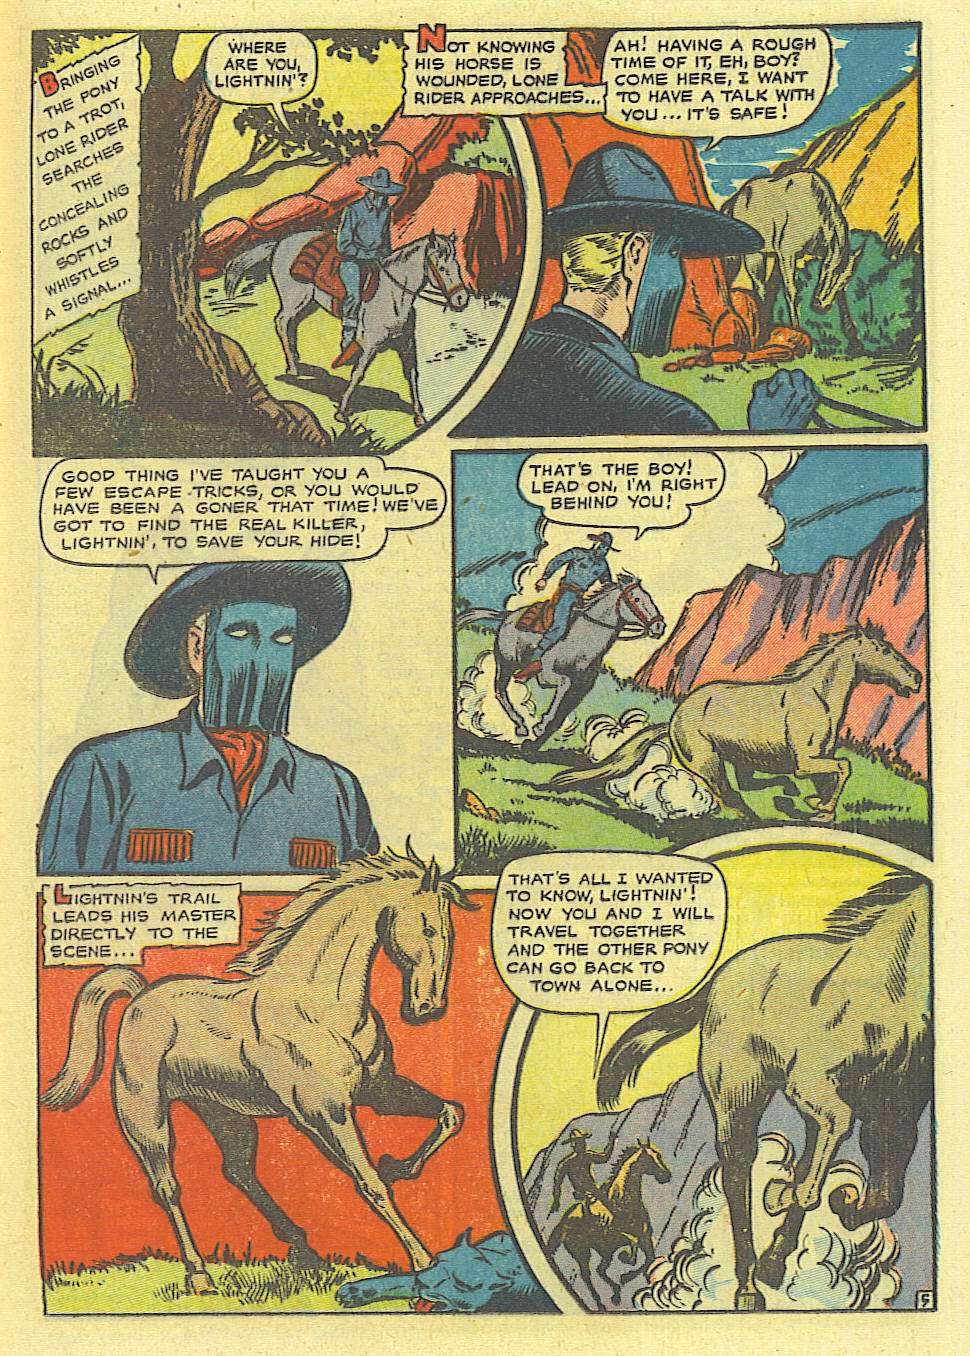 BRINGING
THE PONY
TO A TROT,
LONE RIDER
SEARCHES
THE
CONCEALING
ROCKS AND
SOFTLY
WHISTLES
A SIGNAL...
WHERE
ARE YOU,
LIGHTNIN'?
NOT KNOWING
HIS HORSE IS
WOUNDED, LONE
RIDER APPROACHES...
AH! HAVING A ROUGH
TIME OF IT, EH, BOY?
COME HERE, I WANT
TO HAVE A TALK WITH
YOU... IT'S SAFE!
GOOD THING I'VE TAUGHT YOU A
FEW ESCAPE TRICKS, OR YOU WOULD
HAVE BEEN A GONER THAT TIME! WE'VE
GOT TO FIND THE REAL KILLER,
LIGHTNIN', TO SAVE YOUR HIDE!
THAT'S THE BOY!
LEAD ON, I'M RIGHT
BEHIND YOU!
LIGHTNIN'S TRAIL
LEADS HIS MASTER
DIRECTLY TO THE
SCENE...
THAT'S ALL I WANTED
TO KNOW, LIGHTNIN'!
NOW YOU AND I WILL
TRAVEL TOGETHER
AND THE OTHER PONY
CAN GO BACK TO
TOWN ALONE...
5